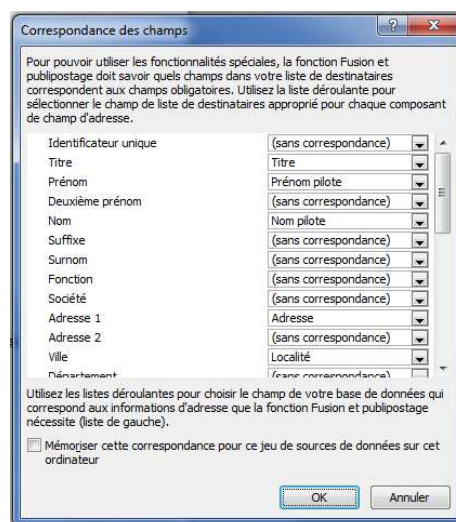 Correspondance des champs
Pour pouvoir utiliser les fonctionnalités spéciales, la fonction Fusion et
publipostage doit savoir quels champs dans votre liste de destinataires
correspondent aux champs obligatoires. Utilisez la liste déroulante pour
sélectionner le champ de liste de destinataires approprié pour chaque composant
de champ d'adresse.
Identificateur unique (sans correspondance)
Titre Titre
Prénom Prénom pilote
Deuxième prénom (sans correspondance)
Nom Nom pilote
Suffixe (sans correspondance)
Surnom (sans correspondance)
Fonction (sans correspondance)
Société (sans correspondance)
Adresse 1 Adresse
Adresse 2 (sans correspondance)
Ville Localité
Département (sans correspondance)
Utilisez les listes déroulantes pour choisir le champ de votre base de données qui
correspond aux informations d'adresse que la fonction Fusion et publipostage
nécessite (liste de gauche).
Mémoriser cette correspondance pour ce jeu de sources de données sur cet
ordinateur
OK Annuler